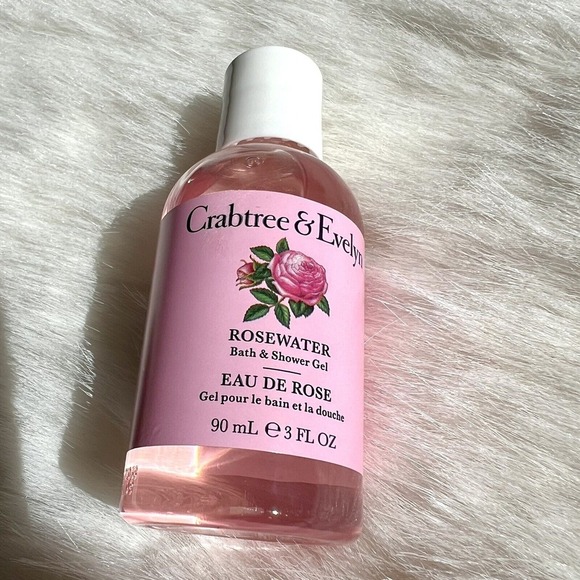 Crabtree & Evelyn
ROSEWATER
Bath & Shower Gel
EAU DE ROSE
Gel pour le bain et la douche
90 mL ℮ 3 FL OZ